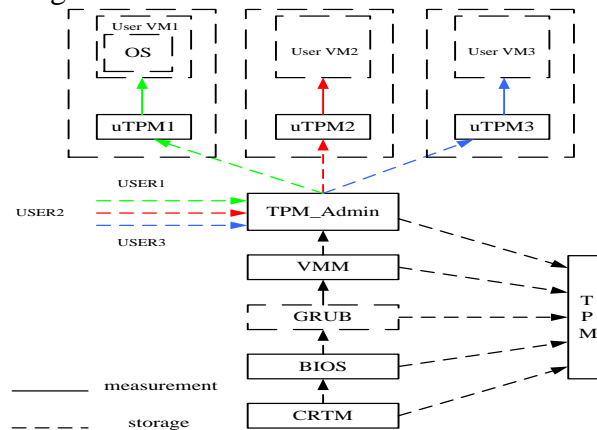 User VM1
OS
User VM2
User VM3
uTPM1
uTPM2
uTPM3
USER1
USER2
USER3
TPM_Admin
VMM
GRUB
BIOS
CRTM
T
P
M
measurement
storage